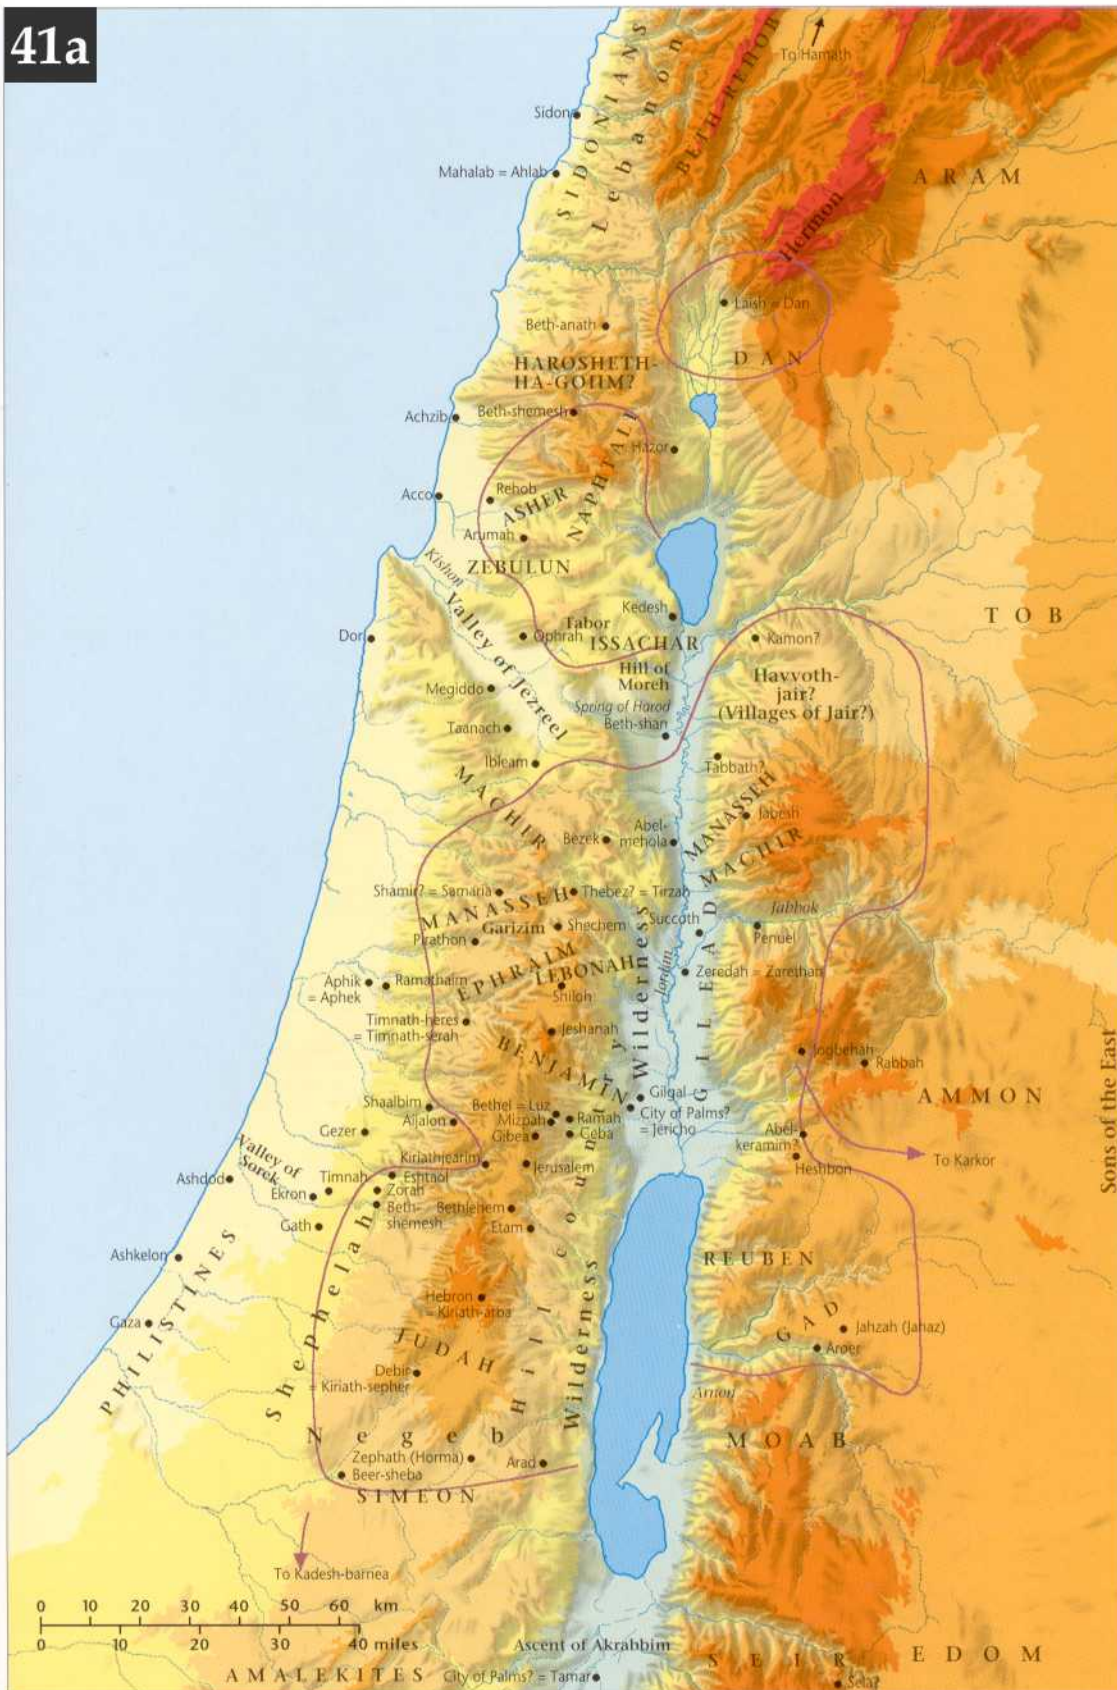 41a
To Hamath
SIDONIANS
Lebanon
BETH-REHOB
Sidon
Mahalab = Ahlab
ARAM
Hermon
Laish = Dan
DAN
Beth-anath
HAROSHETH-
HA-GOIIM?
Achzib
Beth-shemesh
NAPHTALI
Hazor
Acco
Rehob
ASHER
Arumah
ZEBULUN
Kishon
Valley of Jezreel
Kedesh
Tabor
ISSACHAR
TOB
Dor
Ophrah
Kamon?
Hill of
Moreh
Havvoth-
jair?
(Villages of Jair?)
Megiddo
Spring of Harod
Beth-shan
Taanach
Ibleam
Tabbath?
MACHIR
MANASSEH
Jabesh
Bezek
Abel-
mehola
MACHIR
Shamir? = Samaria
Thebez? = Tirzah
MANASSEH
Garizim
Shechem
Succoth
Jabbok
Penuel
Pirathon
EPHRAIM
LEBONAH
Jordan
Wilderness
GILEAD
Zeredah = Zarethan
Aphik
= Aphek
Ramathaim
Shiloh
Timnath-heres
= Timnath-serah
Jeshanah
BENJAMIN
Jogbehah
Rabbah
Sons of the East
AMMON
Gilgal
City of Palms?
= Jericho
Shaalbim
Bethel = Luz
Aijalon
Mizpah
Ramah
Gezer
Gibea
Geba
Abel-
keramim?
To Karkor
Valley of
Sorek
Kiriathjearim
Jerusalem
Heshbon
Ashdod
Timnah
Eshtaol
Ekron
Zorah
Beth-
shemesh
Bethlehem
Gath
Etam
Ashkelon
PHILISTINES
Shephelah
Hill country
Wilderness
REUBEN
Hebron
= Kiriath-arba
Gaza
JUDAH
GAD
Jahzah (Jahaz)
Aroer
Debir
= Kiriath-sepher
Arnon
Negeb
MOAB
Zephath (Horma)
Arad
Beer-sheba
SIMEON
To Kadesh-barnea
0 10 20 30 40 50 60 km
0 10 20 30 40 miles
Ascent of Akrabbim
SEIR
EDOM
AMALEKITES
City of Palms? = Tamar
Sela?